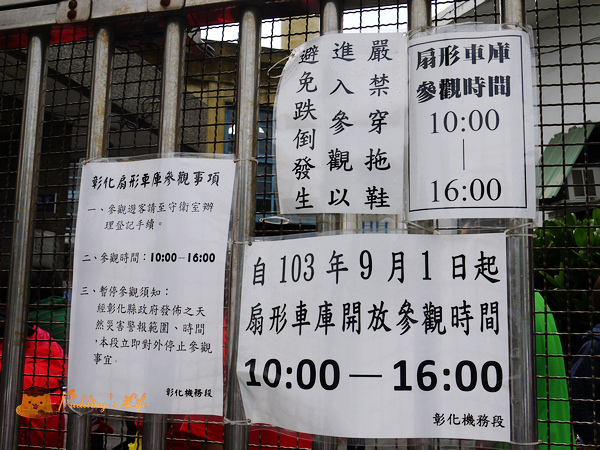 彰化扇形車庫參觀事項
一、參觀遊客請至守衛室辦
理登記手續。
二、參觀時間：10:00—16:00
三、暫停參觀須知：
經彰化縣政府發佈之天
然災害警報範圍、時間
，本段立即對外停止參觀
事宜。
彰化機務段
嚴禁穿拖鞋
進入參觀以
避免跌倒發生
扇形車庫
參觀時間
10:00
|
16:00
自103年9月1日起
扇形車庫開放參觀時間
10:00—16:00
彰化機務段